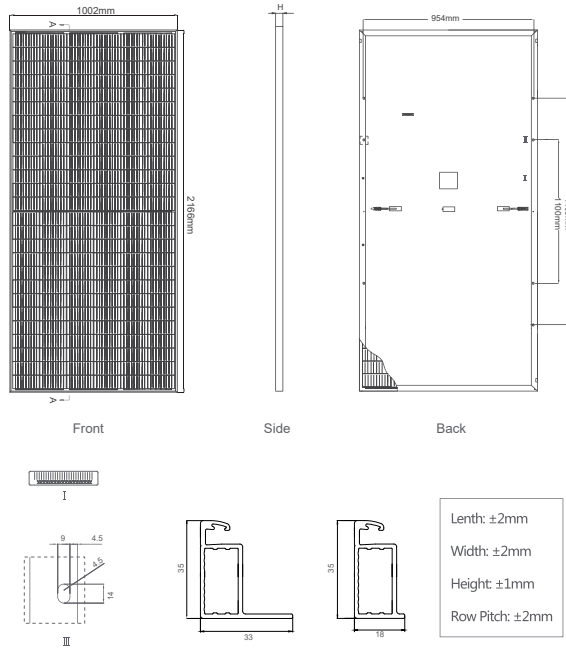 1002mm
A
2166mm
A
Front
H
Side
954mm
Ⅱ
Ⅰ
1100mm
Back
Ⅰ
9
4.5
4.5
14
Ⅲ
35
33
35
18
Lenth: ±2mm
Width: ±2mm
Height: ±1mm
Row Pitch: ±2mm